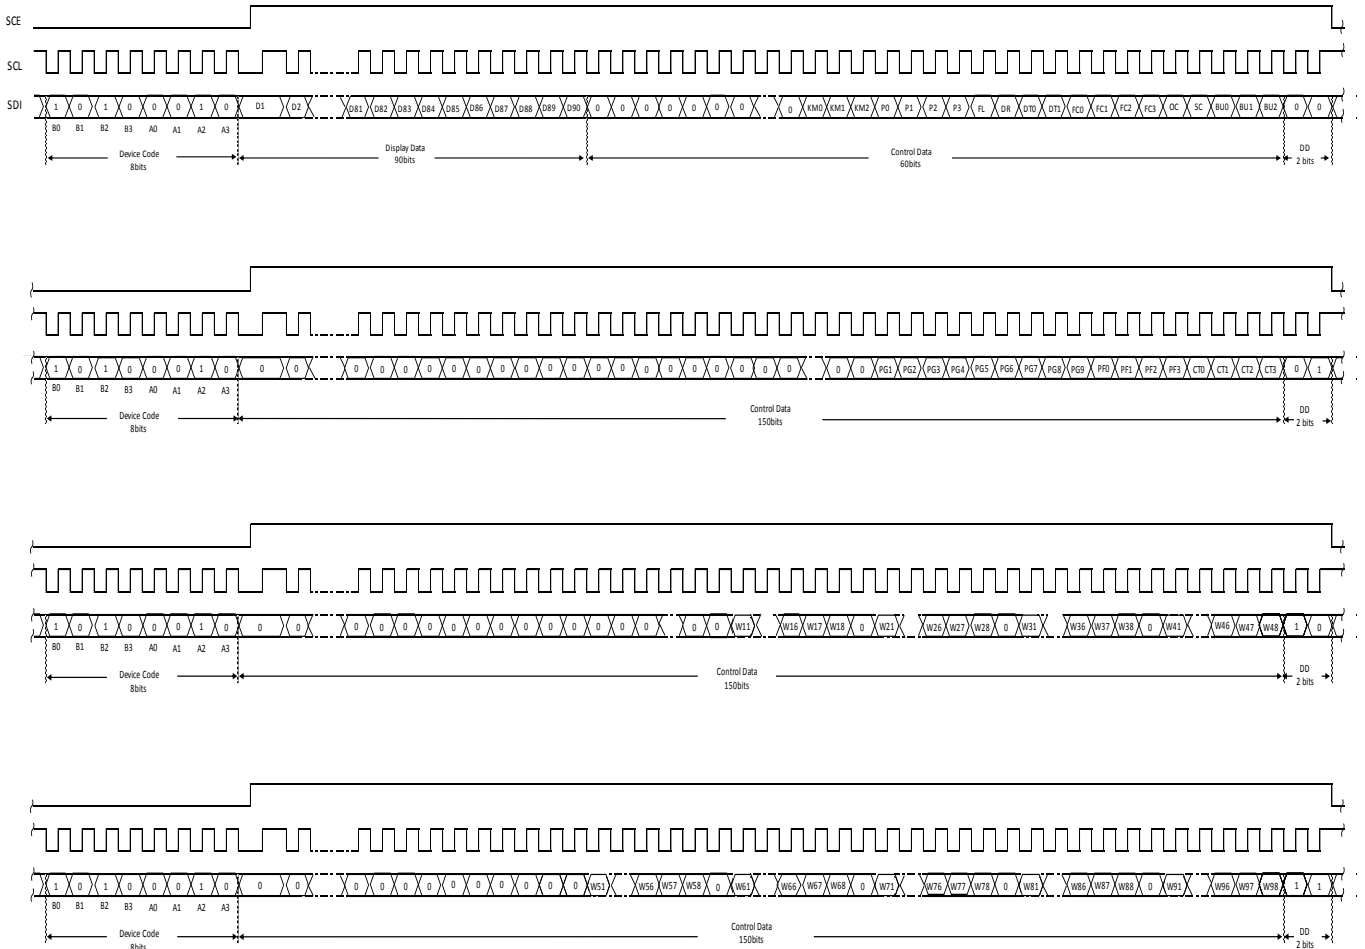 SCE
SCL
SDI 1 0 1 0 0 0 1 0 D1 D2 D81 D82 D83 D84 D85 D86 D87 D88 D89 D90 0 0 0 0 0 0 0 0 KM0 KM1 KM2 P0 P1 P2 P3 FL DR DT0 DT1 FC0 FC1 FC2 FC3 OC SC BU0 BU1 BU2 0 0
B0 B1 B2 B3 A0 A1 A2 A3
Device Code Display Data Control Data DD
8bits 90bits 60bits 2 bits
1 0 1 0 0 0 1 0 0 0 0 0 0 0 0 0 0 0 0 0 0 0 0 0 0 0 0 0 0 0 0 0 PG1 PG2 PG3 PG4 PG5 PG6 PG7 PG8 PG9 PF0 PF1 PF2 PF3 CT0 CT1 CT2 CT3 0 1
B0 B1 B2 B3 A0 A1 A2 A3
Device Code Control Data DD
8bits 150bits 2 bits
1 0 1 0 0 0 1 0 0 0 0 0 0 0 0 0 0 0 0 0 0 0 0 0 0 W11 W16 W17 W18 0 W21 W26 W27 W28 0 W31 W36 W37 W38 0 W41 W46 W47 W48 1 0
B0 B1 B2 B3 A0 A1 A2 A3
Device Code Control Data DD
8bits 150bits 2 bits
1 0 1 0 0 0 1 0 0 0 0 0 0 0 0 0 0 0 0 0 W51 W56 W57 W58 0 W61 W66 W67 W68 0 W71 W76 W77 W78 0 W81 W86 W87 W88 0 W91 W96 W97 W98 1 1
B0 B1 B2 B3 A0 A1 A2 A3
Device Code Control Data DD
8bits 150bits 2 bits